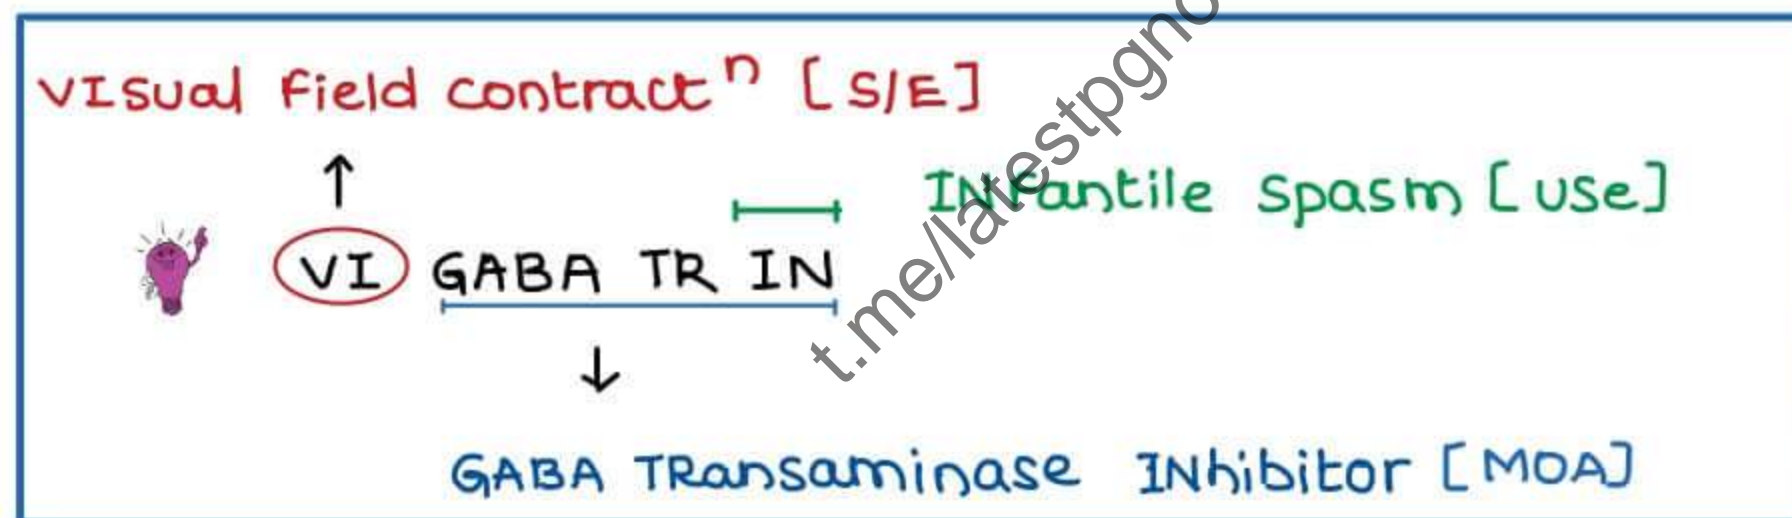 VISual Field contractⁿ [S/E]
↑
INFantile Spasm [USe]
VI GABA TR IN
↓
GABA TRansaminase INhibitor [MOA]
t.me/latestpgno